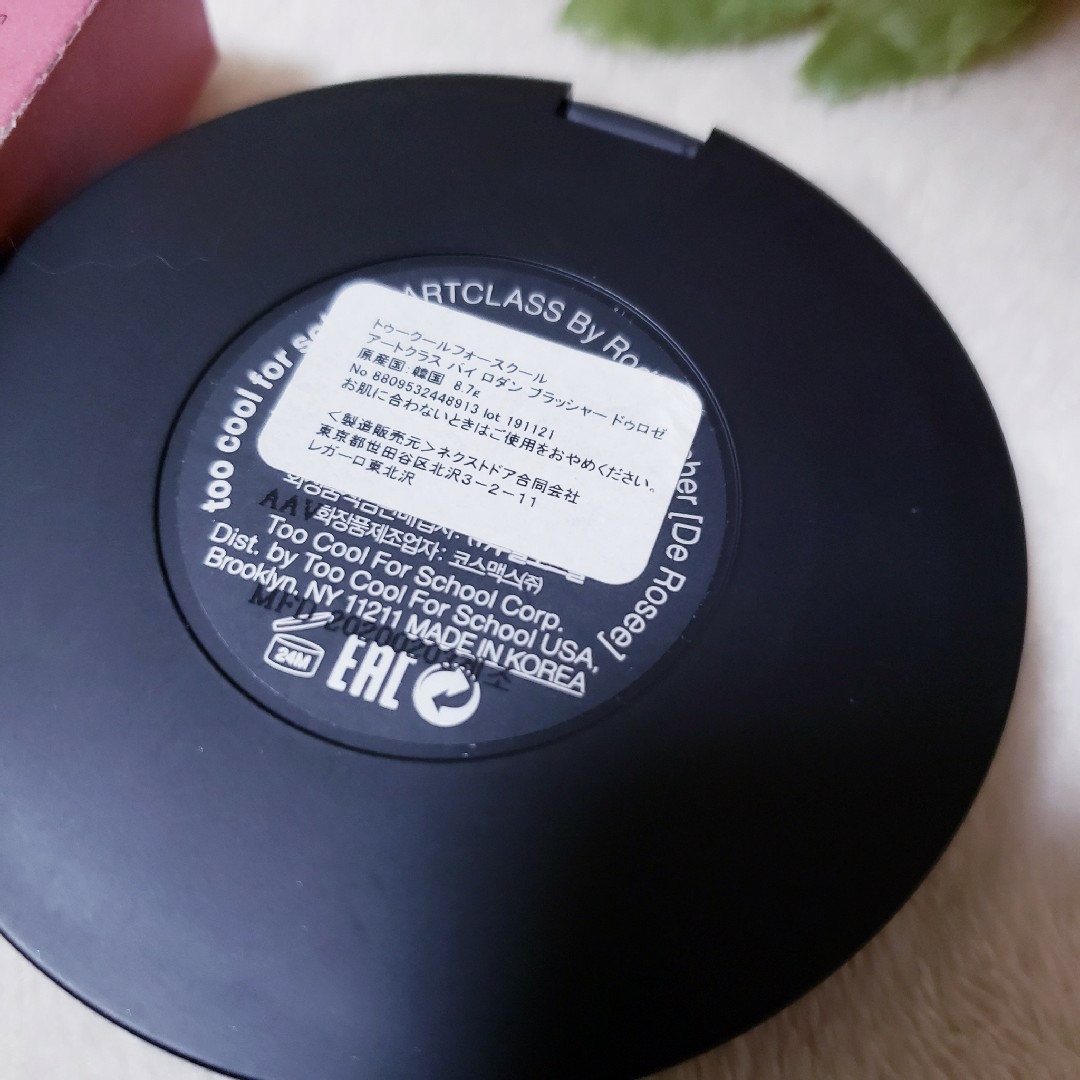 too cool for
ARTCLASS By
[De Rosee]
トゥークールフォースクール
アートクラス バイ ロダン ブラッシャー ドゥロゼ
原産国:韓国 8.7g
No 8809532448913 lot 191121
お肌に合わないときはご使用をおやめください。
＜製造販売元＞ネクストドア合同会社
東京都世田谷区北沢3-2-11
レガーロ東北沢
화장품제조업자: 코스맥스㈜
Too Cool For School Corp.
Dist. by Too Cool For School USA,
Brooklyn, NY 11211 MADE IN KOREA
24M EAC